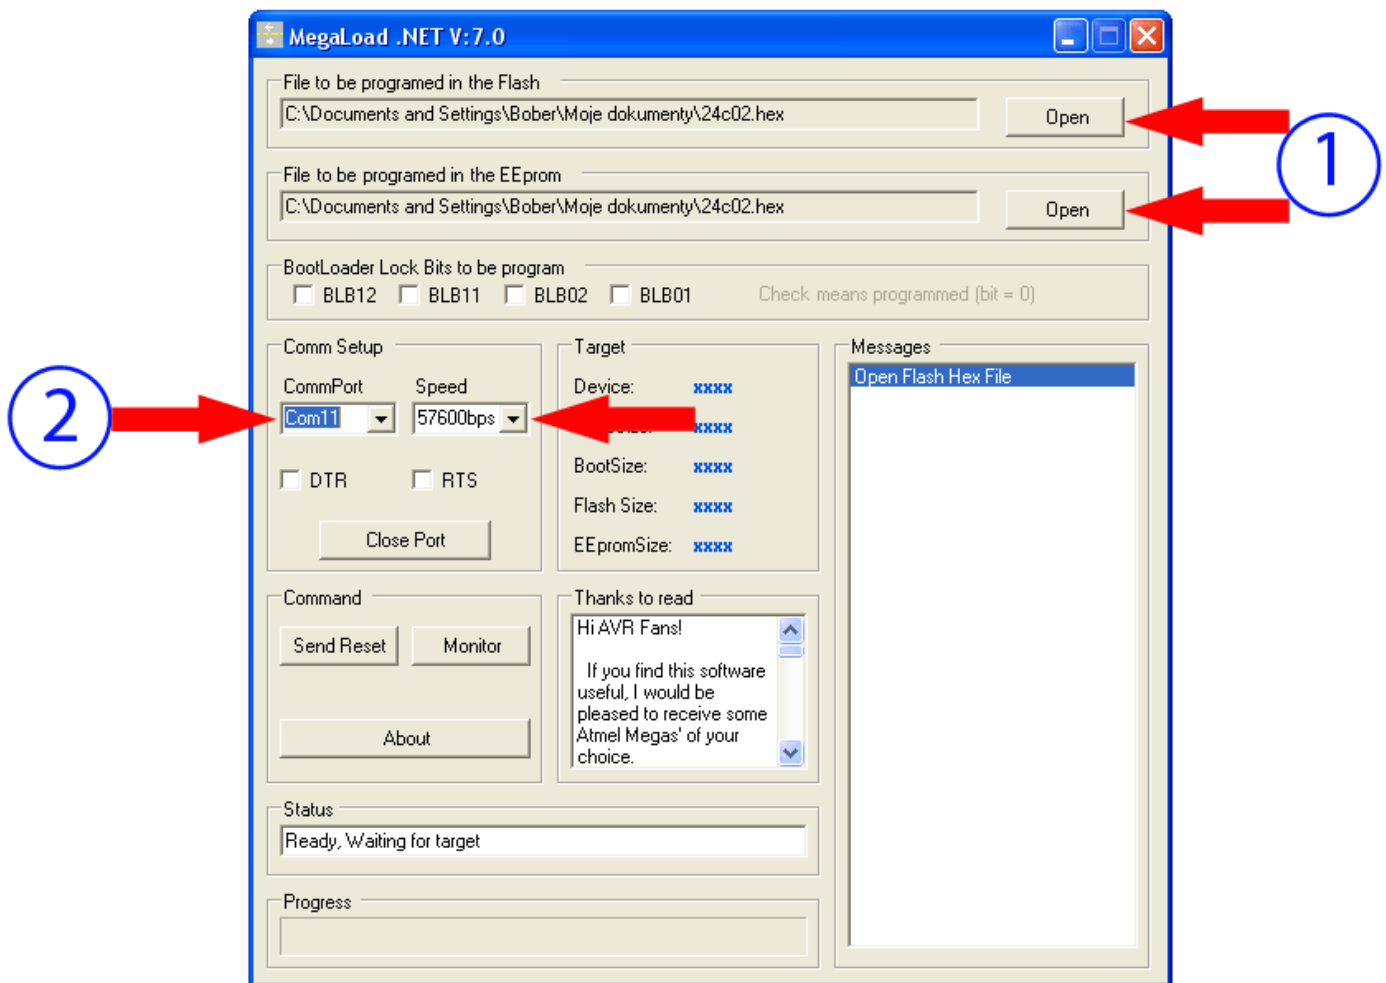 MegaLoad .NET V:7.0
File to be programed in the Flash
C:\Documents and Settings\Bober\Moje dokumenty\24c02.hex
Open
1
File to be programed in the EEprom
C:\Documents and Settings\Bober\Moje dokumenty\24c02.hex
Open
BootLoader Lock Bits to be program
BLB12 BLB11 BLB02 BLB01 Check means programmed (bit = 0)
2
Comm Setup
CommPort Speed
Com11 57600bps
DTR RTS
Close Port
Target
Device: xxxx
xxxx
BootSize: xxxx
Flash Size: xxxx
EEpromSize: xxxx
Messages
Open Flash Hex File
Command
Send Reset Monitor
About
Thanks to read
Hi AVR Fans!
If you find this software
useful, I would be
pleased to receive some
Atmel Megas' of your
choice.
Status
Ready, Waiting for target
Progress